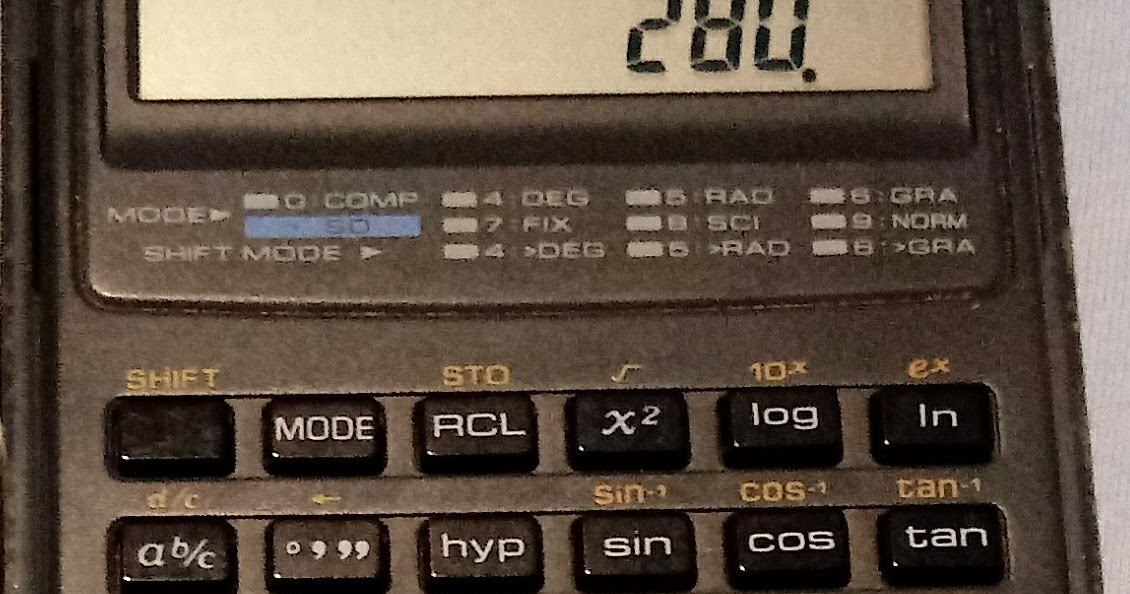 280.
MODE▶ 0 : COMP 4 : DEG 5 : RAD 6 : GRA
SD 7 : FIX 8 : SCI 9 : NORM
SHIFT MODE ▶ 4 : >DEG 5 : >RAD 6 : >GRA
SHIFT STO √ 10ˣ eˣ
MODE RCL x² log ln
d/c ← sin⁻¹ cos⁻¹ tan⁻¹
a b/c ° ’ ’’ hyp sin cos tan